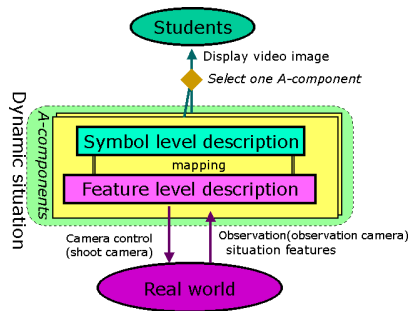 Students
Display video image
Select one A-component
Dynamic situation
A-components
Symbol level description
mapping
Feature level description
Camera control
(shoot camera)
Observation(observation camera)
situation features
Real world